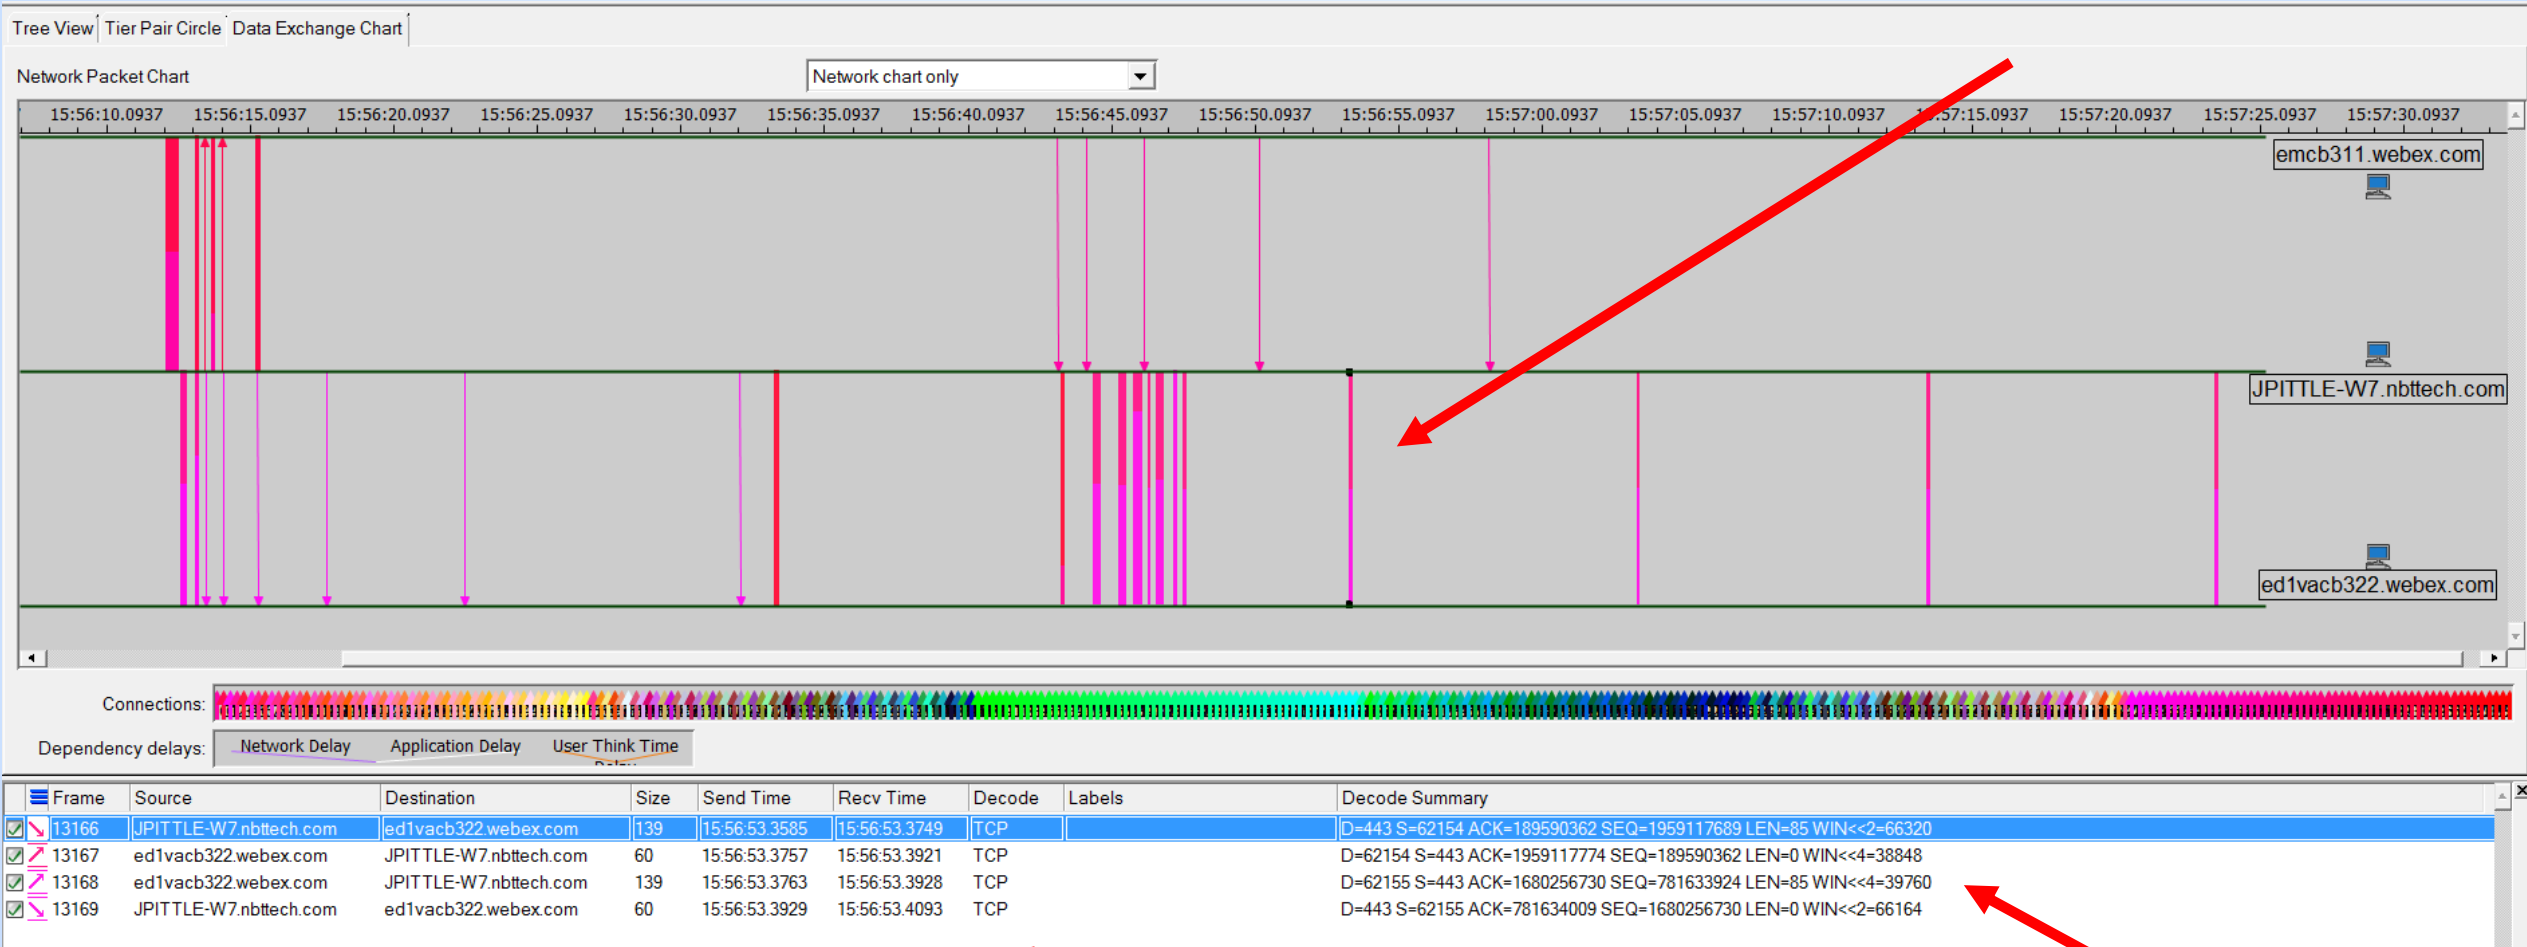 Tree View Tier Pair Circle Data Exchange Chart
Network Packet Chart Network chart only
15:56:10.0937 15:56:15.0937 15:56:20.0937 15:56:25.0937 15:56:30.0937 15:56:35.0937 15:56:40.0937 15:56:45.0937 15:56:50.0937 15:56:55.0937 15:57:00.0937 15:57:05.0937 15:57:10.0937 :57:15.0937 15:57:20.0937 15:57:25.0937 15:57:30.0937
emcb311.webex.com
JPITTLE-W7.nbttech.com
ed1vacb322.webex.com
Connections:
Dependency delays: Network Delay Application Delay User Think Time
Frame Source Destination Size Send Time Recv Time Decode Labels Decode Summary
13166 JPITTLE-W7.nbttech.com ed1vacb322.webex.com 139 15:56:53.3585 15:56:53.3749 TCP D=443 S=62154 ACK=189590362 SEQ=1959117689 LEN=85 WIN<<2=66320
13167 ed1vacb322.webex.com JPITTLE-W7.nbttech.com 60 15:56:53.3757 15:56:53.3921 TCP D=62154 S=443 ACK=1959117774 SEQ=189590362 LEN=0 WIN<<4=38848
13168 ed1vacb322.webex.com JPITTLE-W7.nbttech.com 139 15:56:53.3763 15:56:53.3928 TCP D=62155 S=443 ACK=1680256730 SEQ=781633924 LEN=85 WIN<<4=39760
13169 JPITTLE-W7.nbttech.com ed1vacb322.webex.com 60 15:56:53.3929 15:56:53.4093 TCP D=443 S=62155 ACK=781634009 SEQ=1680256730 LEN=0 WIN<<2=66164